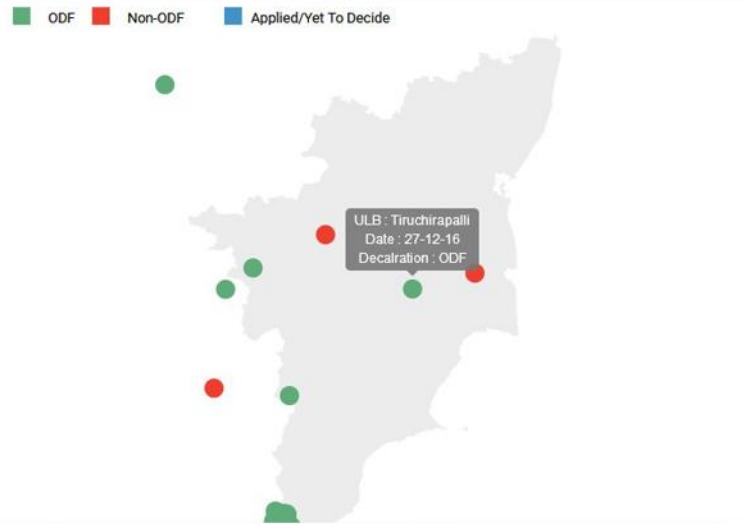 ODF Non-ODF Applied/Yet To Decide
ULB : Tiruchirapalli
Date : 27-12-16
Decalration : ODF